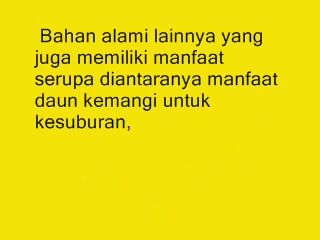 Bahan alami lainnya yang
juga memiliki manfaat
serupa diantaranya manfaat
daun kemangi untuk
kesuburan,